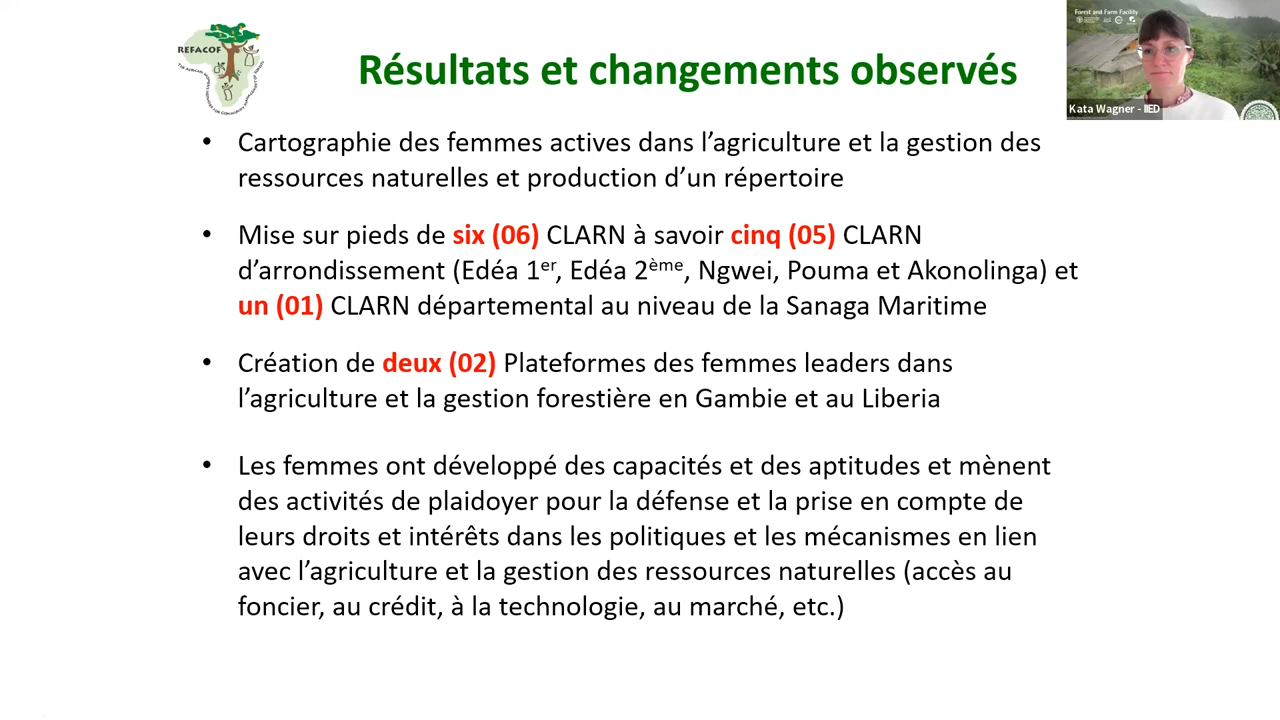 REFACOF
Résultats et changements observés
Forest and Farm Facility
Kata Wagner - IIED
• Cartographie des femmes actives dans l’agriculture et la gestion des
ressources naturelles et production d’un répertoire
• Mise sur pieds de six (06) CLARN à savoir cinq (05) CLARN
d’arrondissement (Edéa 1er, Edéa 2ème, Ngwei, Pouma et Akonolinga) et
un (01) CLARN départemental au niveau de la Sanaga Maritime
• Création de deux (02) Plateformes des femmes leaders dans
l’agriculture et la gestion forestière en Gambie et au Liberia
• Les femmes ont développé des capacités et des aptitudes et mènent
des activités de plaidoyer pour la défense et la prise en compte de
leurs droits et intérêts dans les politiques et les mécanismes en lien
avec l’agriculture et la gestion des ressources naturelles (accès au
foncier, au crédit, à la technologie, au marché, etc.)